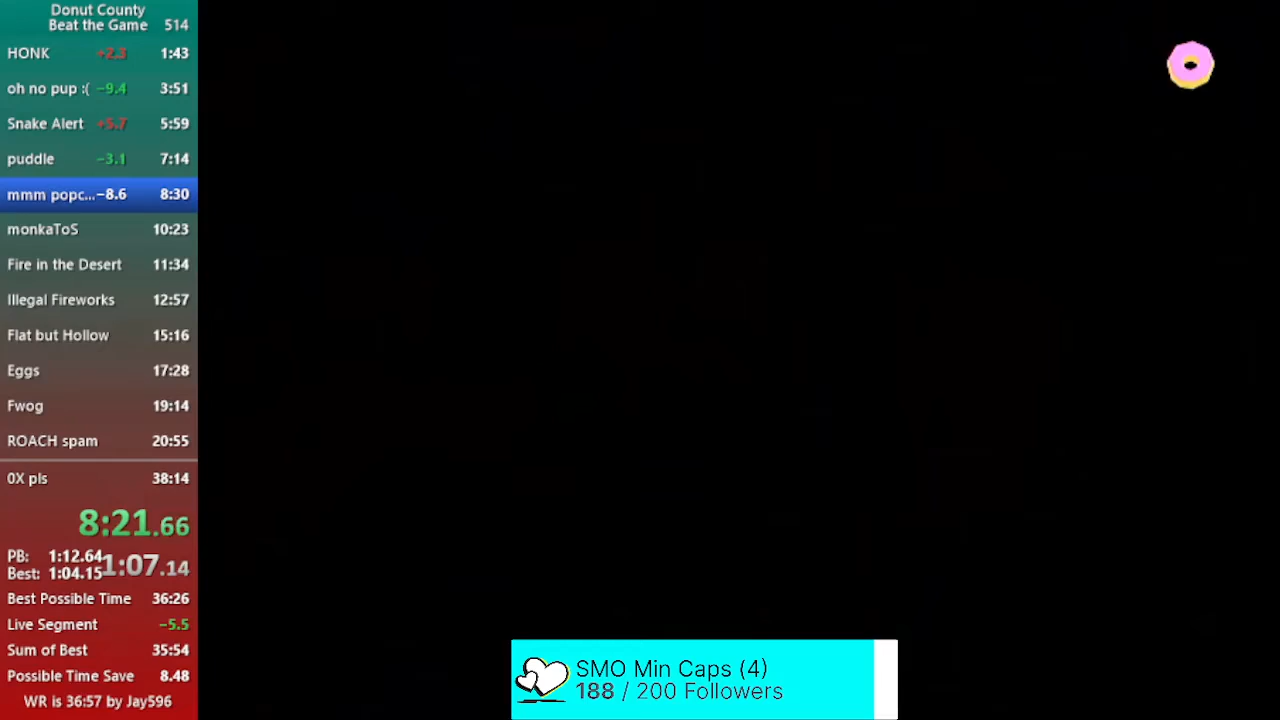 Donut County
Beat the Game 514
HONK +2.3 1:43
oh no pup :( −9.4 3:51
Snake Alert +5.7 5:59
puddle −3.1 7:14
mmm popc... −8.6 8:30
monkaToS 10:23
Fire in the Desert 11:34
Illegal Fireworks 12:57
Flat but Hollow 15:16
Eggs 17:28
Fwog 19:14
ROACH spam 20:55
0X pls 38:14
8:21.66
PB: 1:12.64
Best: 1:04.15 1:07.14
Best Possible Time 36:26
Live Segment −5.5
Sum of Best 35:54
Possible Time Save 8.48
WR is 36:57 by Jay596
SMO Min Caps (4)
188 / 200 Followers